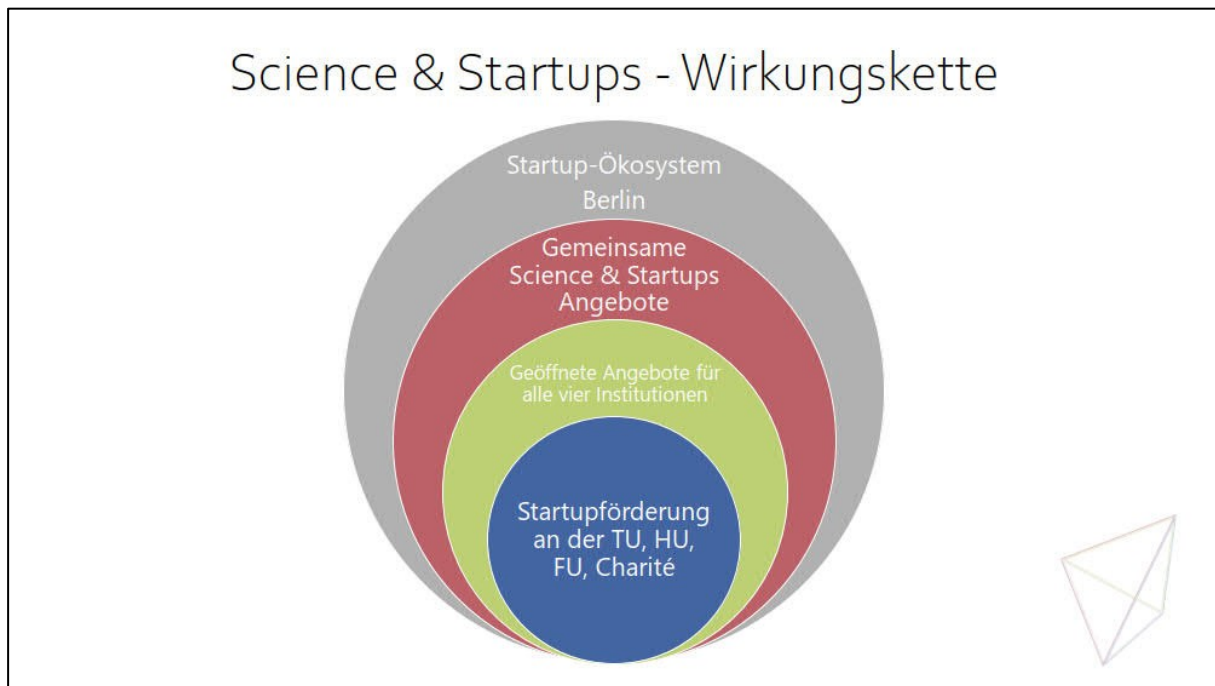 Science & Startups - Wirkungskette
Startup-Ökosystem
Berlin
Gemeinsame
Science & Startups
Angebote
Geöffnete Angebote für
alle vier Institutionen
Startupförderung
an der TU, HU,
FU, Charité